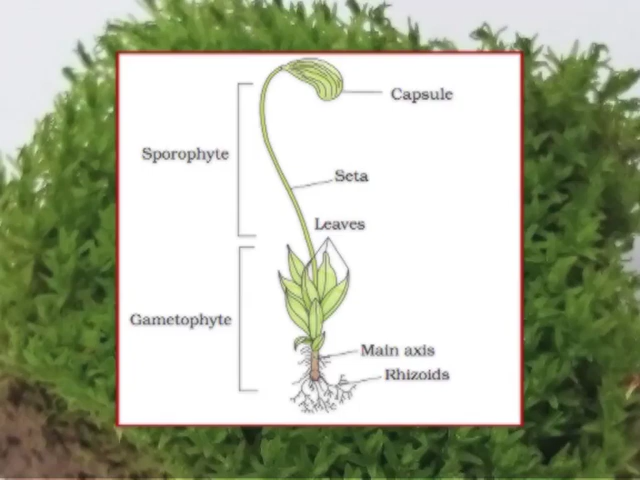 Capsule
Sporophyte
Seta
Leaves
Gametophyte
Main axis
Rhizoids